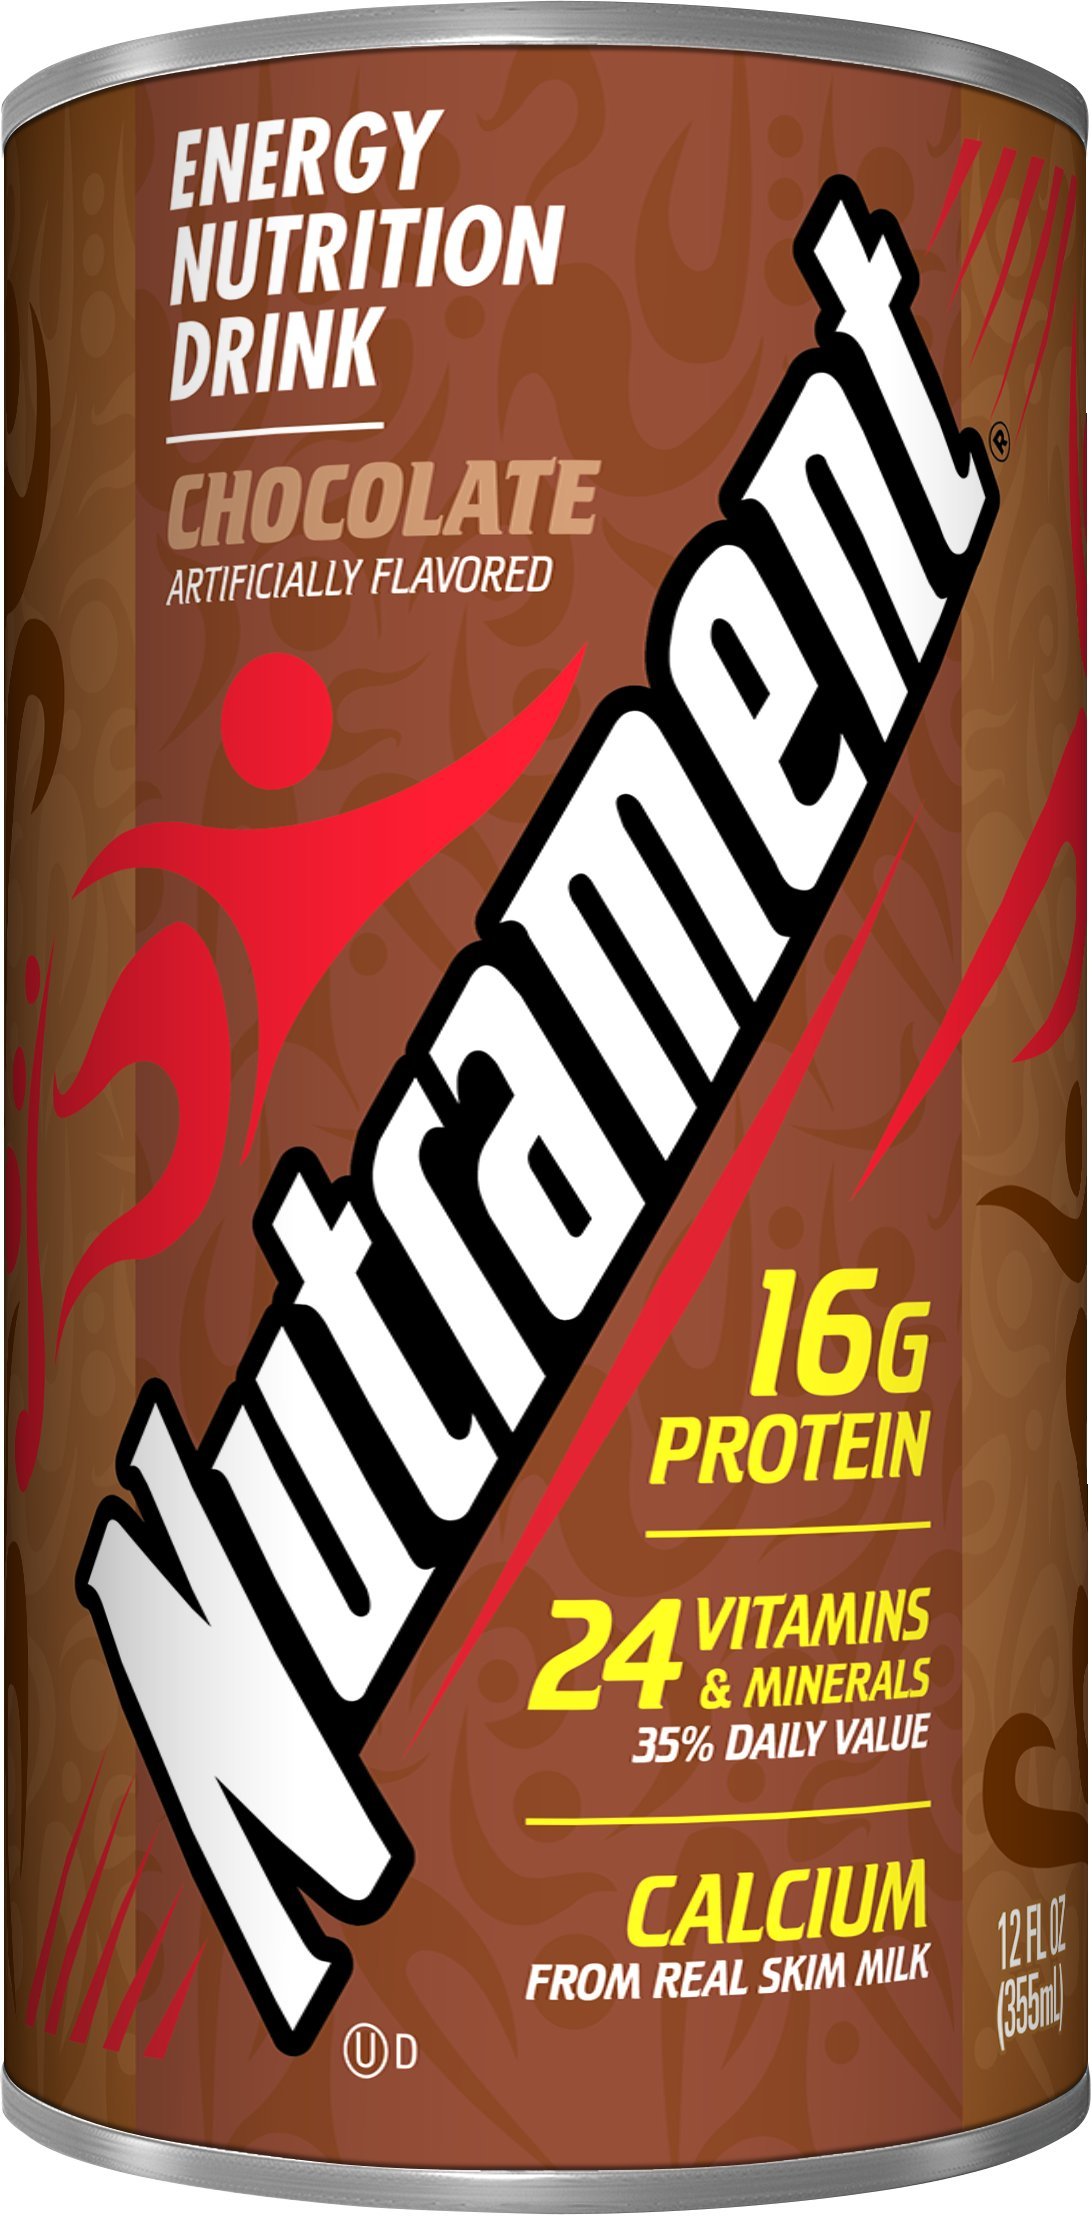 ENERGY
NUTRITION
DRINK
CHOCOLATE
ARTIFICIALLY FLAVORED
Nutrament®
16G
PROTEIN
24 VITAMINS
& MINERALS
35% DAILY VALUE
CALCIUM
FROM REAL SKIM MILK
12 FL OZ
(355mL)
U D